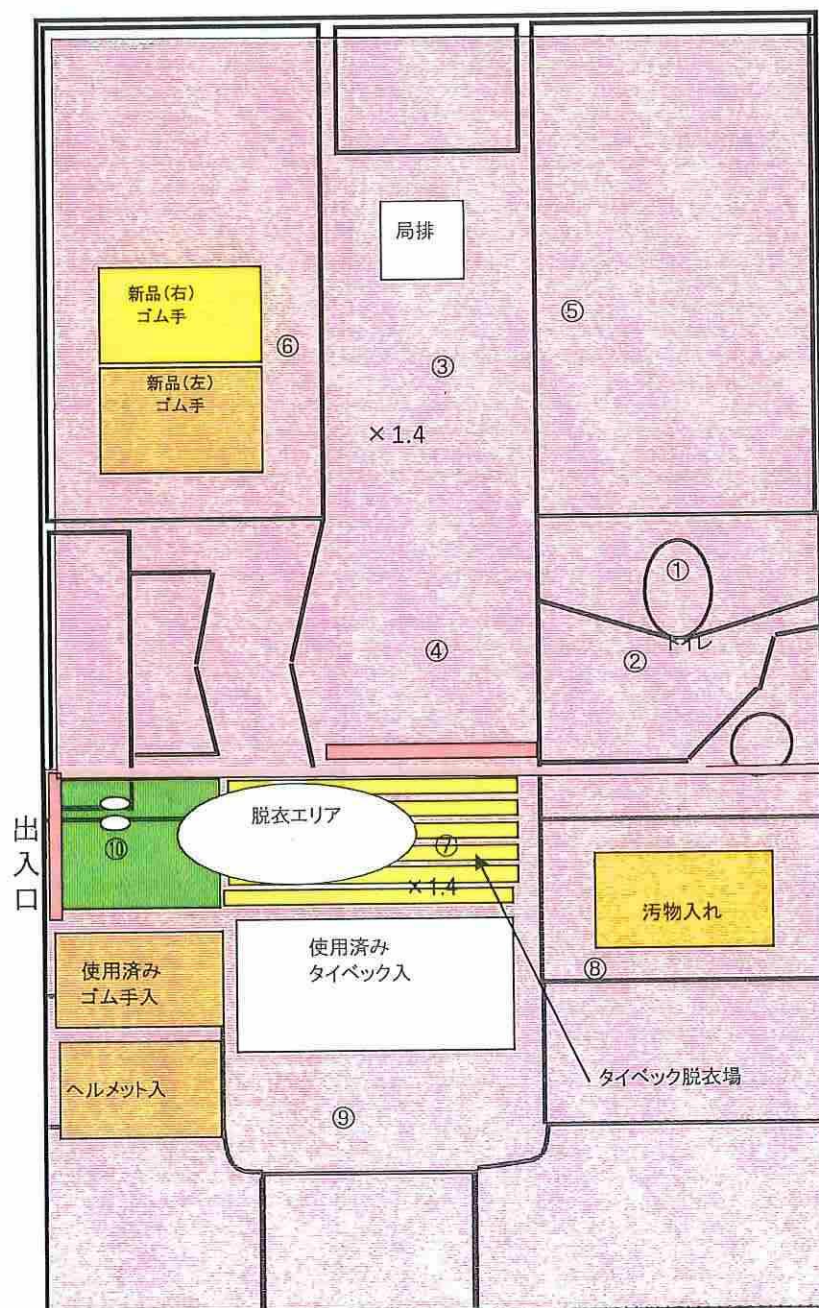 局排
新品(右)
ゴム手
⑤
⑥
新品(左)
ゴム手
③
×1.4
①
トイレ
④
②
脱衣エリア
⑦
⑩
×1.4
出入口
汚物入れ
使用済み
タイベック入
使用済み
ゴム手入
⑧
ヘルメット入
タイベック脱衣場
⑨